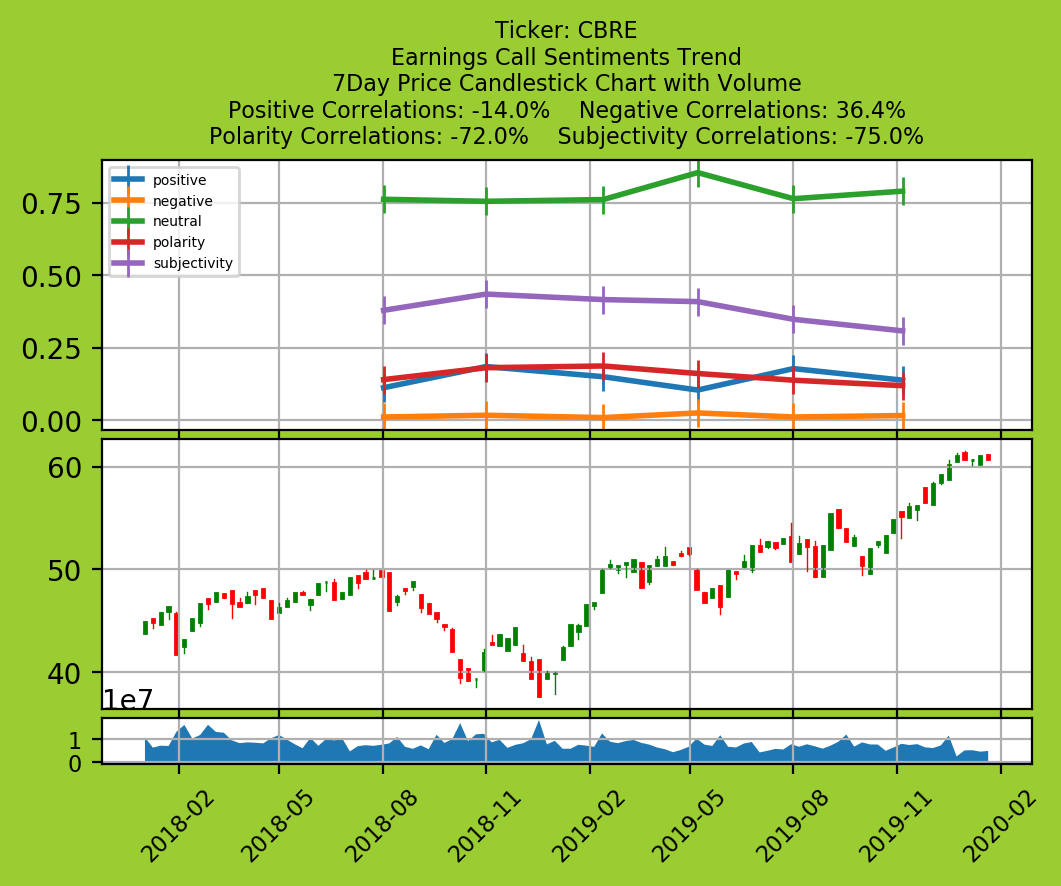 Ticker: CBRE
Earnings Call Sentiments Trend
7Day Price Candlestick Chart with Volume
Positive Correlations: -14.0%    Negative Correlations: 36.4%
Polarity Correlations: -72.0%    Subjectivity Correlations: -75.0%
positive
negative
neutral
polarity
subjectivity
0.75
0.50
0.25
0.00
60
50
40
1e7
1
0
2018-02
2018-05
2018-08
2018-11
2019-02
2019-05
2019-08
2019-11
2020-02